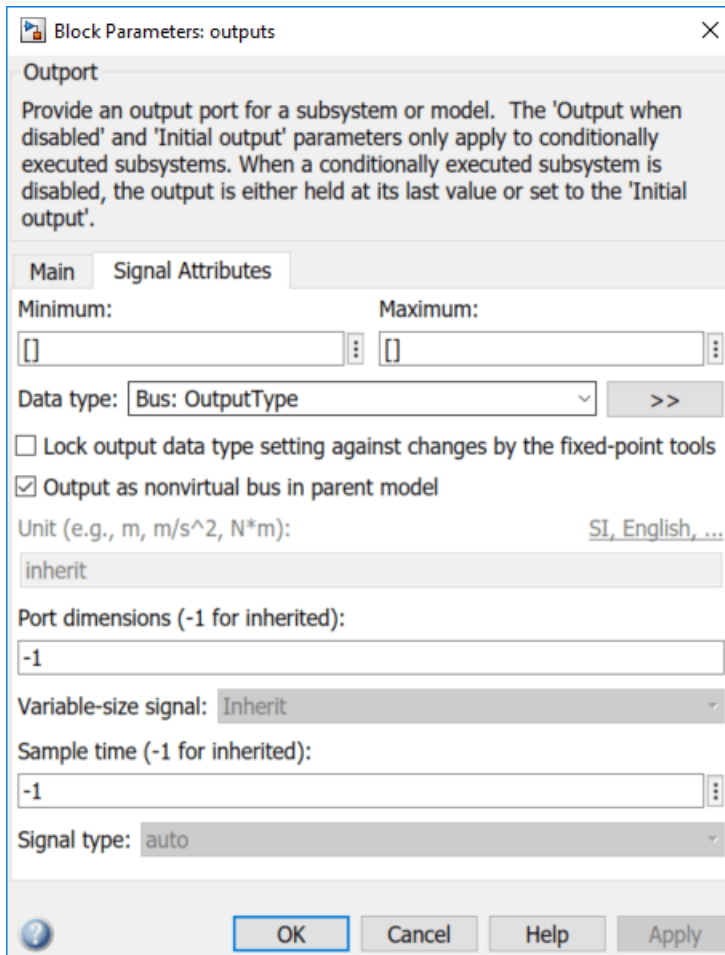 Block Parameters: outputs
Outport
Provide an output port for a subsystem or model.  The 'Output when
disabled' and 'Initial output' parameters only apply to conditionally
executed subsystems. When a conditionally executed subsystem is
disabled, the output is either held at its last value or set to the 'Initial
output'.
Main Signal Attributes
Minimum: Maximum:
[] []
Data type: Bus: OutputType >>
Lock output data type setting against changes by the fixed-point tools
Output as nonvirtual bus in parent model
Unit (e.g., m, m/s^2, N*m): SI, English, ...
inherit
Port dimensions (-1 for inherited):
-1
Variable-size signal: Inherit
Sample time (-1 for inherited):
-1
Signal type: auto
? OK Cancel Help Apply